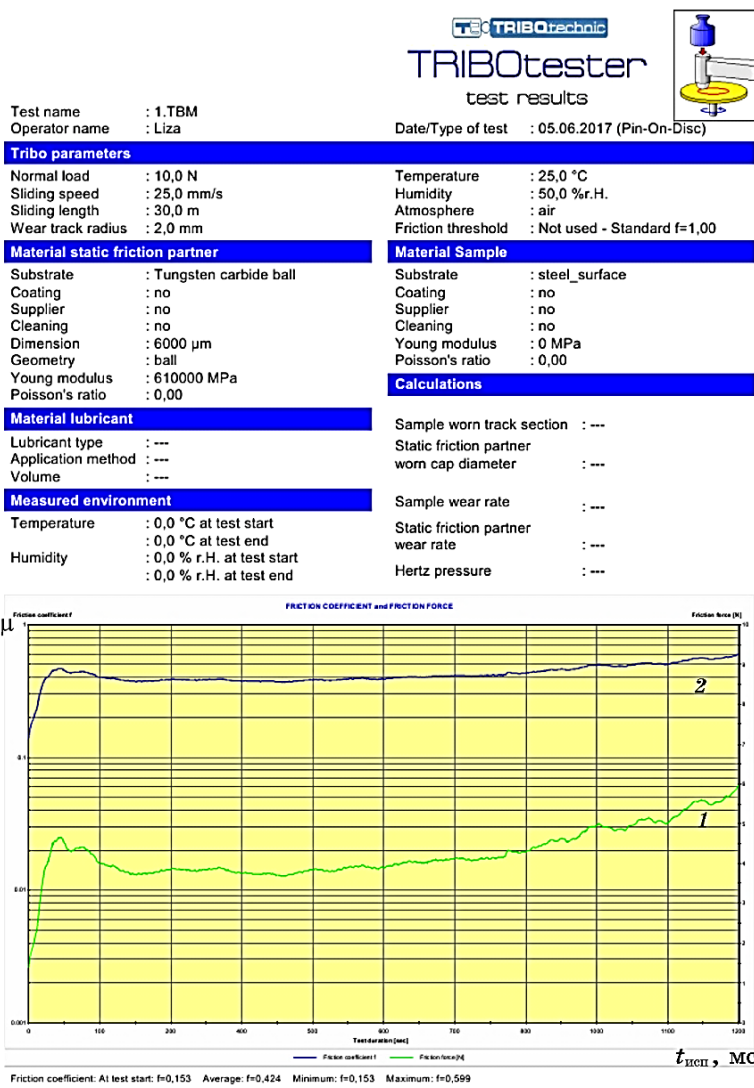 TRIBOtechnic
TRIBOtester
test results
Test name : 1.TBM
Operator name : Liza
Date/Type of test : 05.06.2017 (Pin-On-Disc)
Tribo parameters
Normal load : 10,0 N
Sliding speed : 25,0 mm/s
Sliding length : 30,0 m
Wear track radius : 2,0 mm
Temperature : 25,0 °C
Humidity : 50,0 %r.H.
Atmosphere : air
Friction threshold : Not used - Standard f=1,00
Material static friction partner
Substrate : Tungsten carbide ball
Coating : no
Supplier : no
Cleaning : no
Dimension : 6000 µm
Geometry : ball
Young modulus : 610000 MPa
Poisson's ratio : 0,00
Material Sample
Substrate : steel_surface
Coating : no
Supplier : no
Cleaning : no
Young modulus : 0 MPa
Poisson's ratio : 0,00
Material lubricant
Lubricant type : ---
Application method : ---
Volume : ---
Calculations
Sample worn track section : ---
Static friction partner
worn cap diameter : ---
Sample wear rate : ---
Static friction partner
wear rate : ---
Hertz pressure : ---
Measured environment
Temperature : 0,0 °C at test start
: 0,0 °C at test end
Humidity : 0,0 % r.H. at test start
: 0,0 % r.H. at test end
FRICTION COEFFICIENT and FRICTION FORCE
Friction coefficient f
Friction force [N]
μ
1
0.1
0.01
0.001
10
9
8
7
6
5
4
3
2
1
0
2
1
0 100 200 300 400 500 600 700 800 900 1000 1100 1200
Test duration [sec]
tисп, мс
Friction coefficient f Friction force [N]
Friction coefficient: At test start: f=0,153 Average: f=0,424 Minimum: f=0,153 Maximum: f=0,599